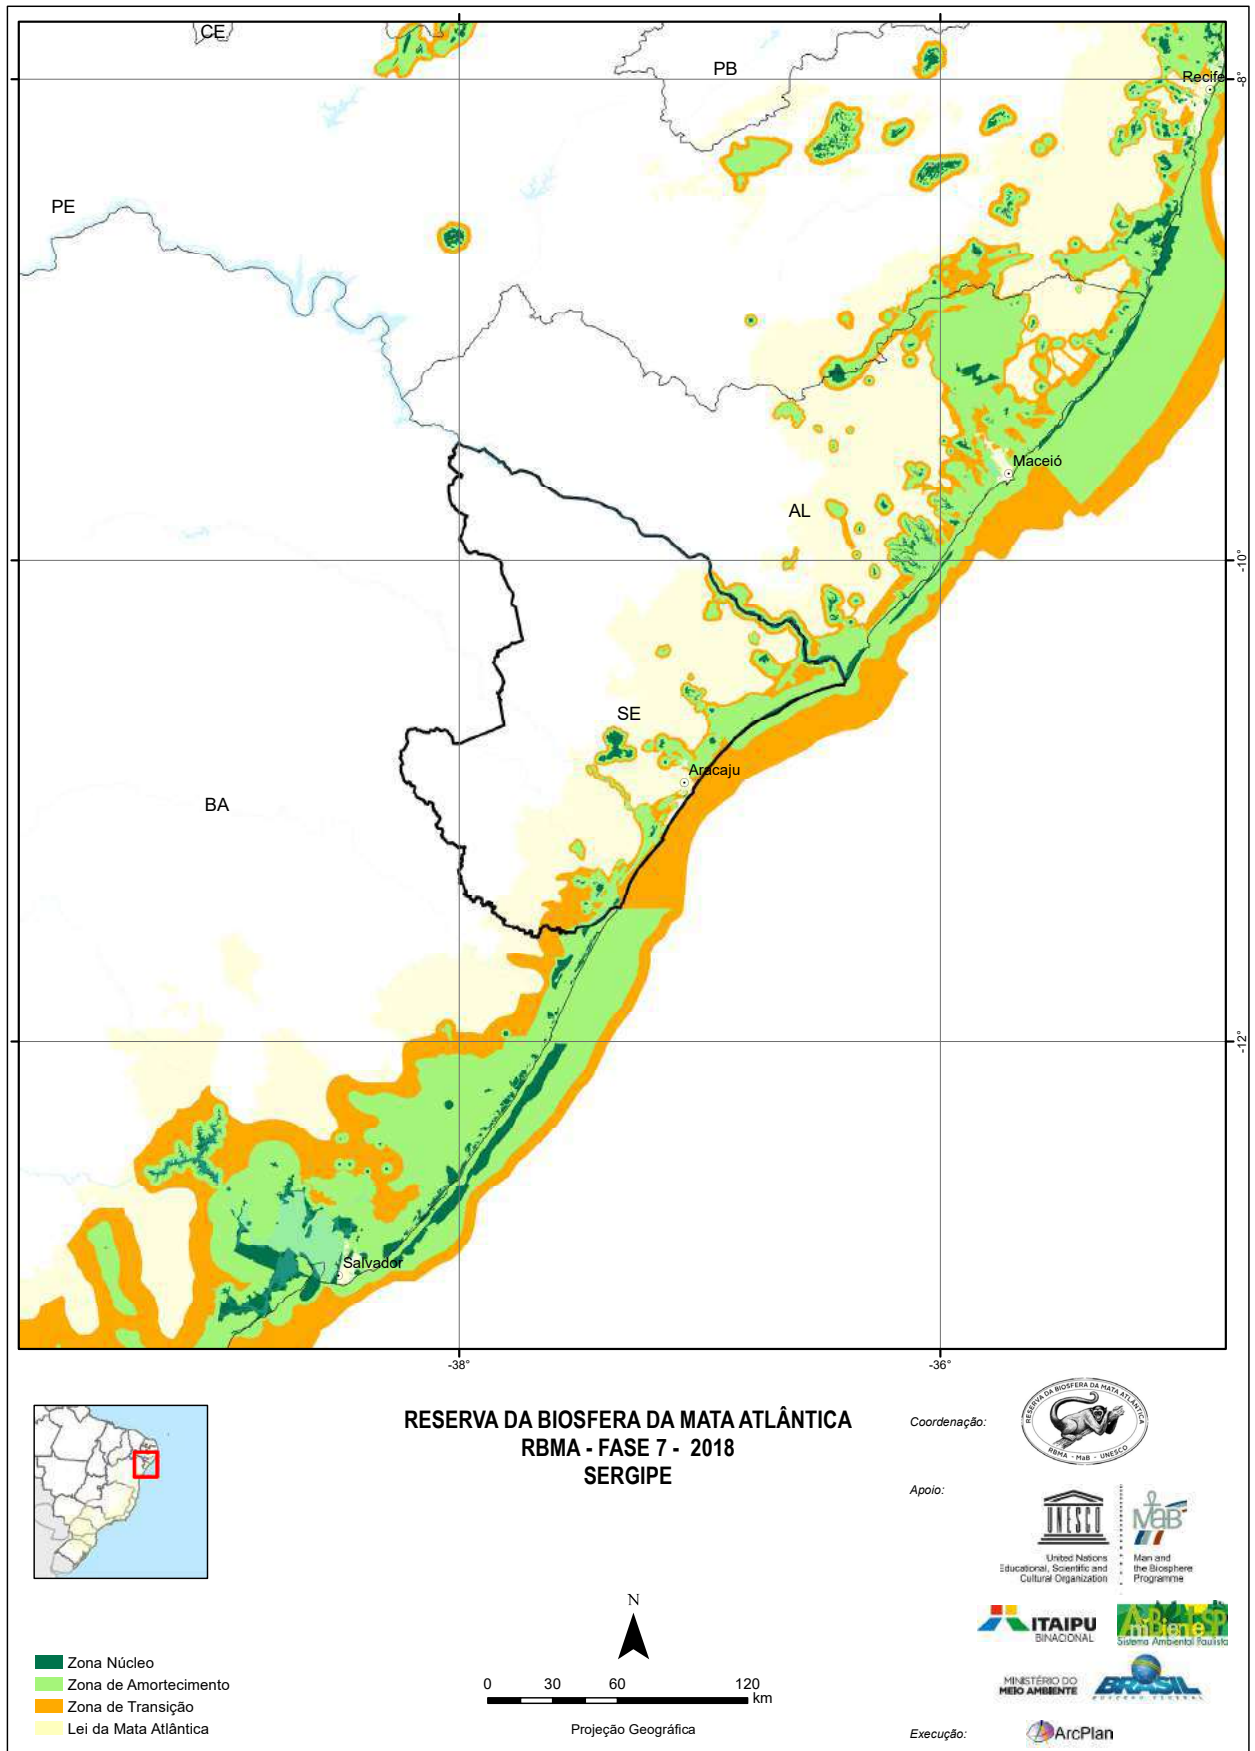 CE
PB
Recife
-8°
PE
Maceió
AL
-10°
SE
Aracaju
BA
-12°
Salvador
-38°
-36°
RESERVA DA BIOSFERA DA MATA ATLÂNTICA
RBMA - FASE 7 - 2018
SERGIPE
Coordenação:
RESERVA DA BIOSFERA DA MATA ATLÂNTICA
RBMA - MaB - UNESCO
Apoio:
UNESCO
MaB
United Nations
Educational, Scientific and
Cultural Organization
Man and
the Biosphere
Programme
ITAIPU
BINACIONAL
AmBienteSP
Sistema Ambiental Paulista
MINISTÉRIO DO
MEIO AMBIENTE
BRASIL
GOVERNO FEDERAL
Execução:
ArcPlan
N
0 30 60 120
km
Projeção Geográfica
Zona Núcleo
Zona de Amortecimento
Zona de Transição
Lei da Mata Atlântica